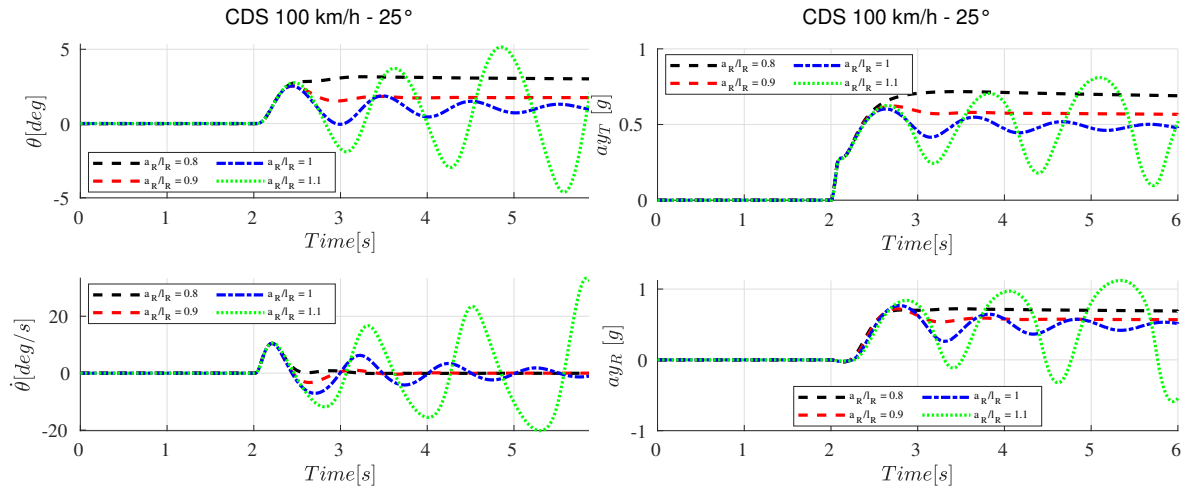 CDS 100 km/h - 25°
θ[deg]
5
0
-5
a_R/l_R = 0.8
a_R/l_R = 1
a_R/l_R = 0.9
a_R/l_R = 1.1
0 1 2 3 4 5
Time[s]
CDS 100 km/h - 25°
ay_T [g]
1
0.5
0
a_R/l_R = 0.8
a_R/l_R = 1
a_R/l_R = 0.9
a_R/l_R = 1.1
0 1 2 3 4 5 6
Time[s]
θ̇[deg/s]
20
0
-20
a_R/l_R = 0.8
a_R/l_R = 1
a_R/l_R = 0.9
a_R/l_R = 1.1
0 1 2 3 4 5
Time[s]
ay_R [g]
1
0
-1
a_R/l_R = 0.8
a_R/l_R = 1
a_R/l_R = 0.9
a_R/l_R = 1.1
0 1 2 3 4 5 6
Time[s]